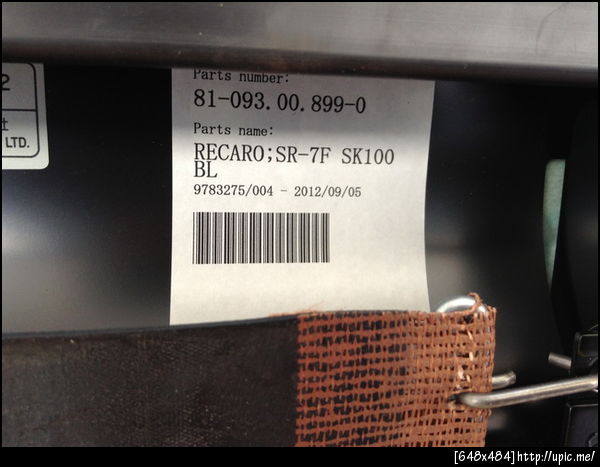 Parts number:
81-093.00.899-0
Parts name:
RECARO;SR-7F SK100
BL
9783275/004 - 2012/09/05
2
t
LTD.
[648x484]http://upic.me/